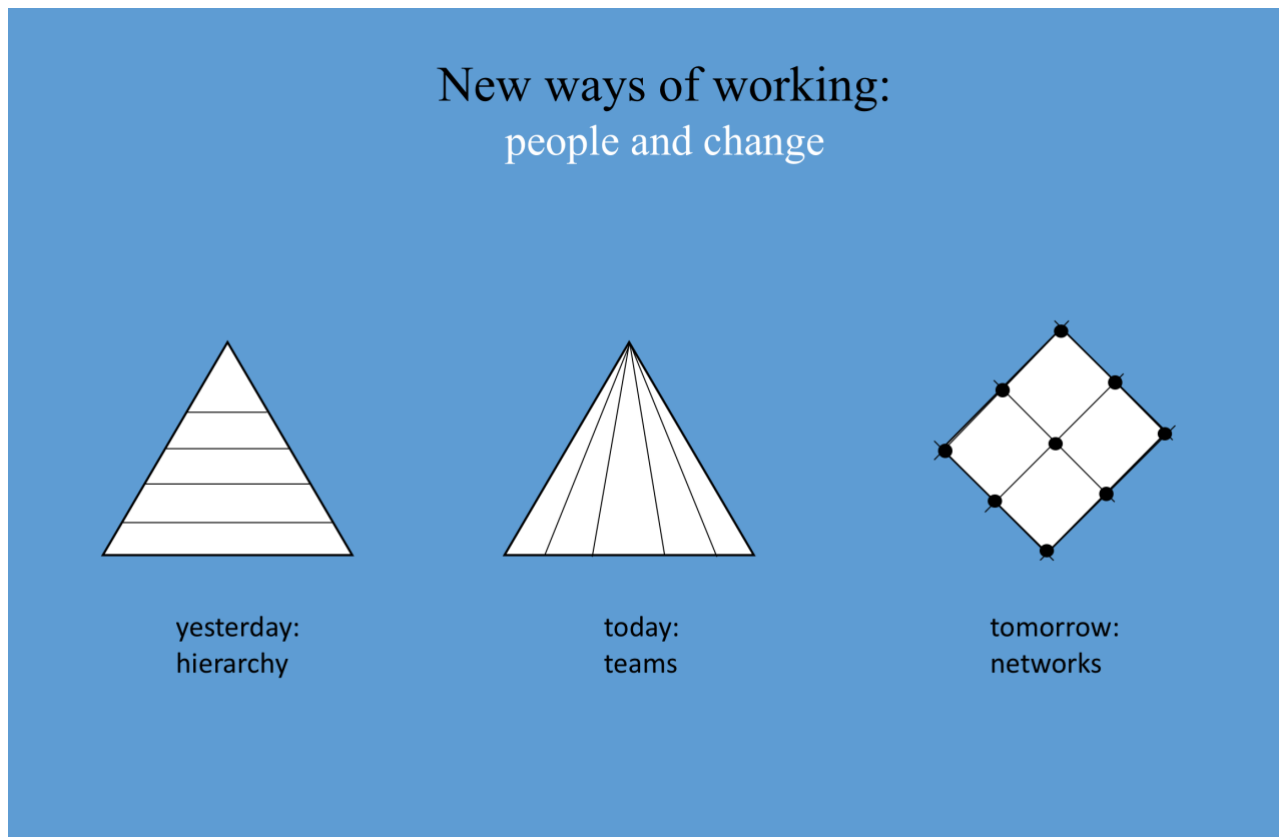 New ways of working:
people and change
yesterday:
hierarchy
today:
teams
tomorrow:
networks